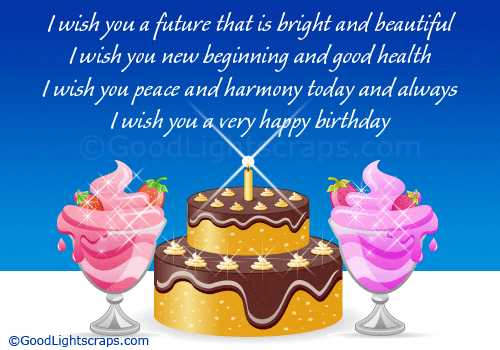 I wish you a future that is bright and beautiful
I wish you new beginning and good health
I wish you peace and harmony today and always
I wish you a very happy birthday
©GoodLightscraps.com
©GoodLightscraps.com